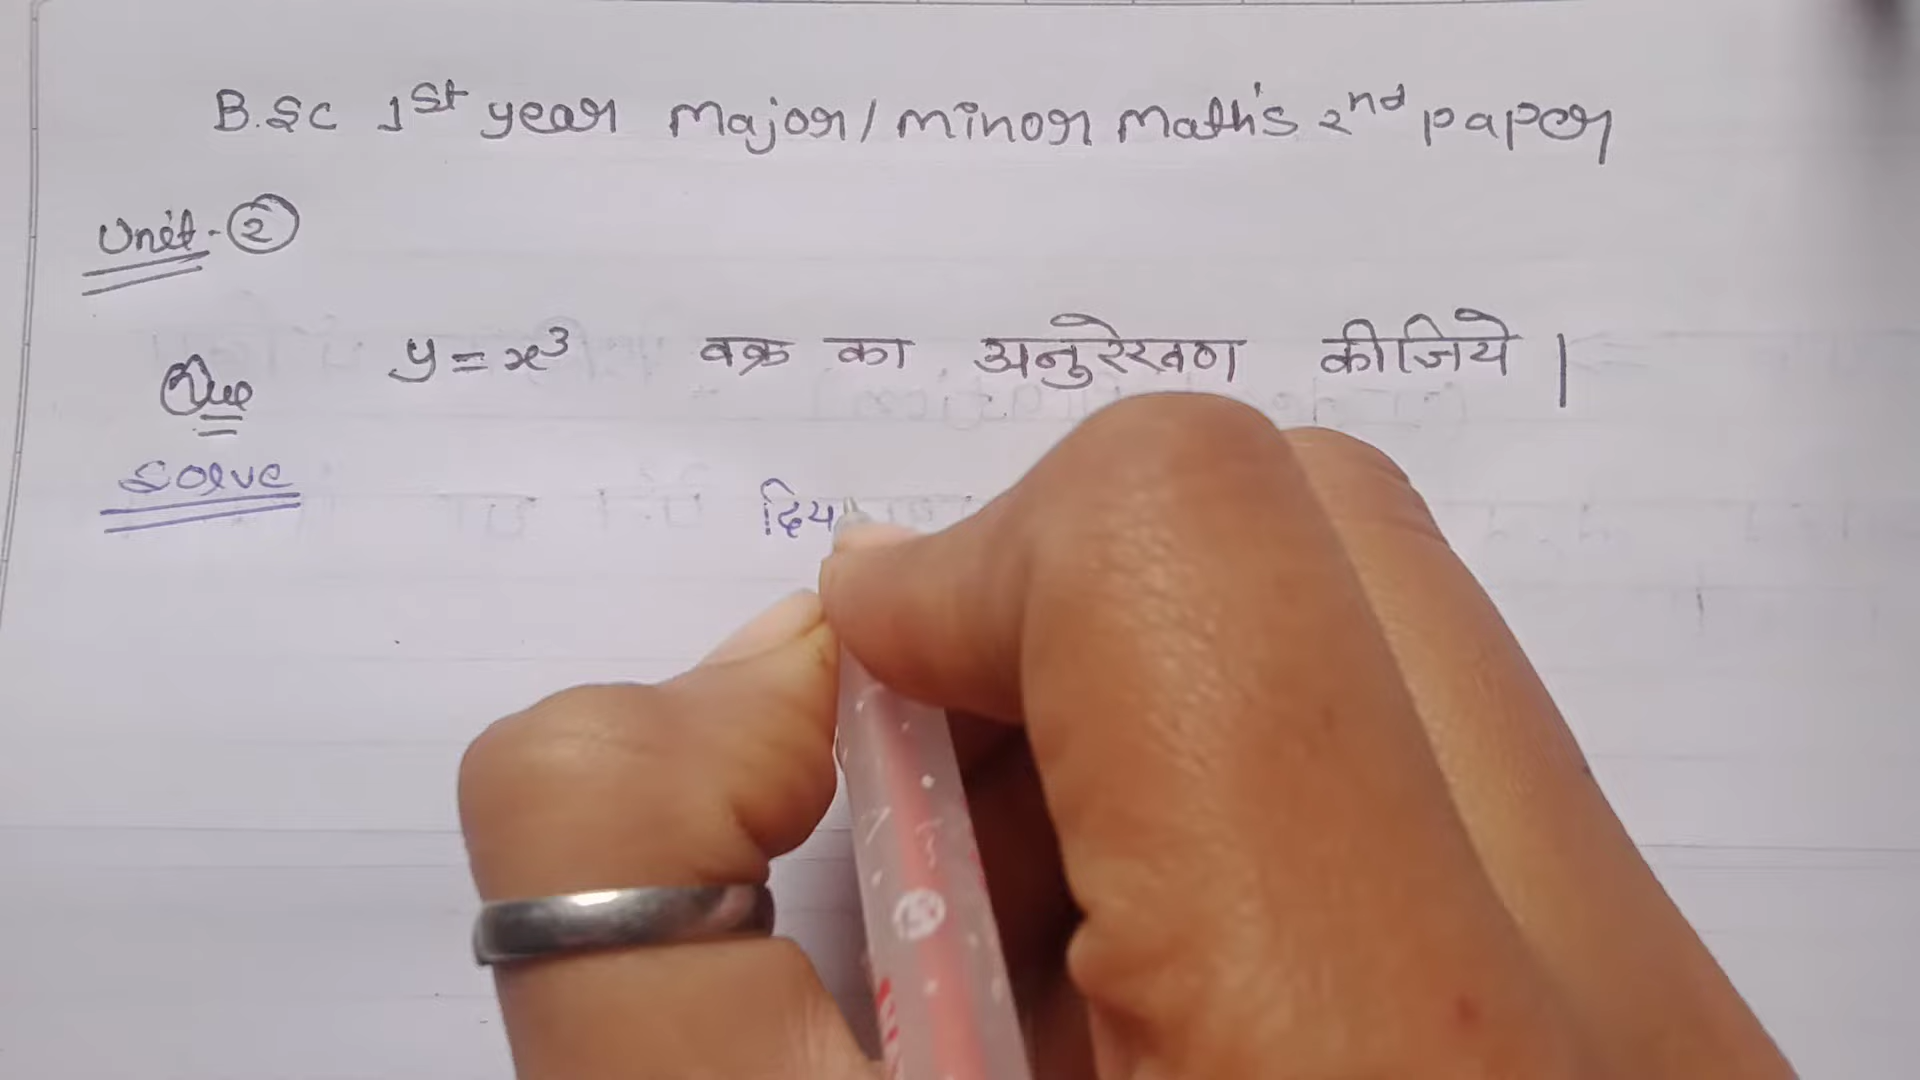 B.Sc 1st year Major/minor Math's 2nd paper
Unit-2
Que y=x³ वक्र का अनुरेखण कीजिये |
Solve दिय